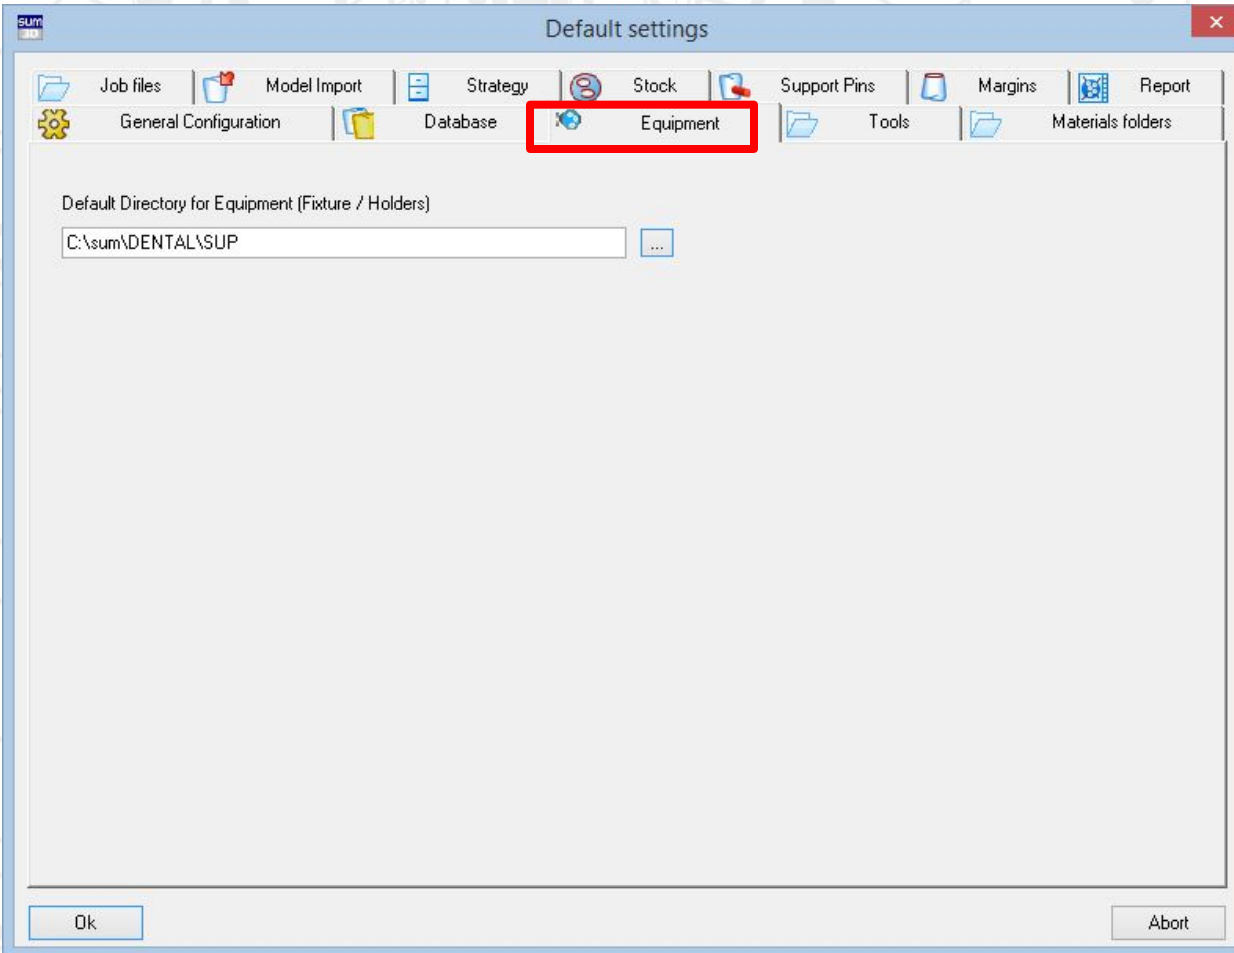 sum
3D
Default settings
Job files Model Import Strategy Stock Support Pins Margins Report
General Configuration Database Equipment Tools Materials folders
Default Directory for Equipment (Fixture / Holders)
C:\sum\DENTAL\SUP
...
Ok Abort